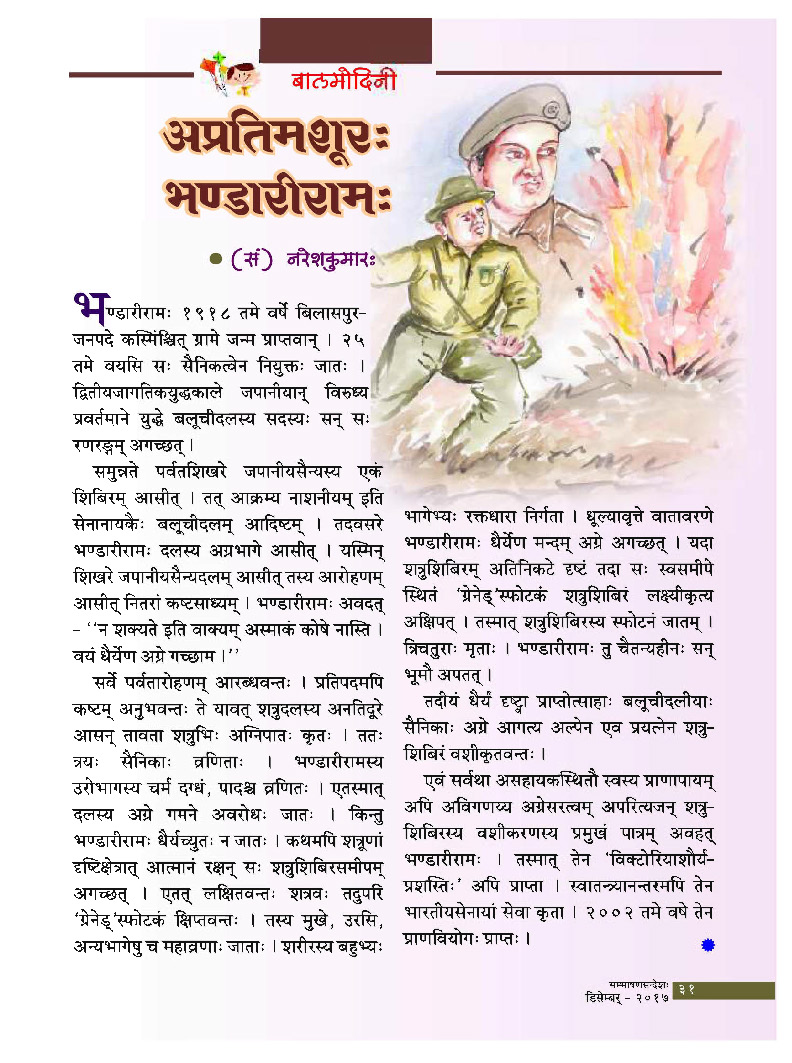 बालमोदिनी
अप्रतिमशूरः
भण्डारीरामः
● (सं) नरेशकुमारः
भण्डारीरामः १९१८ तमे वर्षे बिलासपुर-
जनपदे कस्मिंश्चित् ग्रामे जन्म प्राप्तवान् । २५
तमे वयसि सः सैनिकत्वेन नियुक्तः जातः ।
द्वितीयजागतिकयुद्धकाले जपानीयान् विरुध्य
प्रवर्तमाने युद्धे बलूचीदलस्य सदस्यः सन् सः
रणरङ्गम् अगच्छत् ।
समुन्नते पर्वतशिखरे जपानीयसैन्यस्य एकं
शिबिरम् आसीत् । तत् आक्रम्य नाशनीयम् इति
सेनानायकैः बलूचीदलम् आदिष्टम् । तदवसरे
भण्डारीरामः दलस्य अग्रभागे आसीत् । यस्मिन्
शिखरे जपानीयसैन्यदलम् आसीत् तस्य आरोहणम्
आसीत् नितरां कष्टसाध्यम् । भण्डारीरामः अवदत्
- ‘‘न शक्यते इति वाक्यम् अस्माकं कोषे नास्ति ।
वयं धैर्येण अग्रे गच्छाम ।’’
सर्वे पर्वतारोहणम् आरब्धवन्तः । प्रतिपदमपि
कष्टम् अनुभवन्तः ते यावत् शत्रुदलस्य अनतिदूरे
आसन् तावता शत्रुभिः अग्निपातः कृतः । ततः
त्रयः सैनिकाः व्रणिताः । भण्डारीरामस्य
उरोभागस्य चर्म दग्धं, पादश्च व्रणितः । एतस्मात्
दलस्य अग्रे गमने अवरोधः जातः । किन्तु
भण्डारीरामः धैर्यच्युतः न जातः । कथमपि शत्रूणां
दृष्टिक्षेत्रात् आत्मानं रक्षन् सः शत्रुशिबिरसमीपम्
अगच्छत् । एतत् लक्षितवन्तः शत्रवः तदुपरि
‘ग्रेनेड्’स्फोटकं क्षिप्तवन्तः । तस्य मुखे, उरसि,
अन्यभागेषु च महाव्रणाः जाताः । शरीरस्य बहुभ्यः
भागेभ्यः रक्तधारा निर्गता । धूल्यावृत्ते वातावरणे
भण्डारीरामः धैर्येण मन्दम् अग्रे अगच्छत् । यदा
शत्रुशिबिरम् अतिनिकटे दृष्टं तदा सः स्वसमीपे
स्थितं ‘ग्रेनेड्’स्फोटकं शत्रुशिबिरं लक्ष्यीकृत्य
अक्षिपत् । तस्मात् शत्रुशिबिरस्य स्फोटनं जातम् ।
त्रिचतुराः मृताः । भण्डारीरामः तु चैतन्यहीनः सन्
भूमौ अपतत् ।
तदीयं धैर्यं दृष्ट्वा प्राप्तोत्साहाः बलूचीदलीयाः
सैनिकाः अग्रे आगत्य अल्पेन एव प्रयत्नेन शत्रु-
शिबिरं वशीकृतवन्तः ।
एवं सर्वथा असहायकस्थितौ स्वस्य प्राणापायम्
अपि अविगणय्य अग्रेसरत्वम् अपरित्यजन् शत्रु-
शिबिरस्य वशीकरणस्य प्रमुखं पात्रम् अवहत्
भण्डारीरामः । तस्मात् तेन ‘विक्टोरियाशौर्य-
प्रशस्तिः’ अपि प्राप्ता । स्वातन्त्र्यानन्तरमपि तेन
भारतीयसेनायां सेवा कृता । २००२ तमे वर्षे तेन
प्राणवियोगः प्राप्तः ।
सम्भाषणसन्देशः
डिसेम्बर् - २०१७
३१